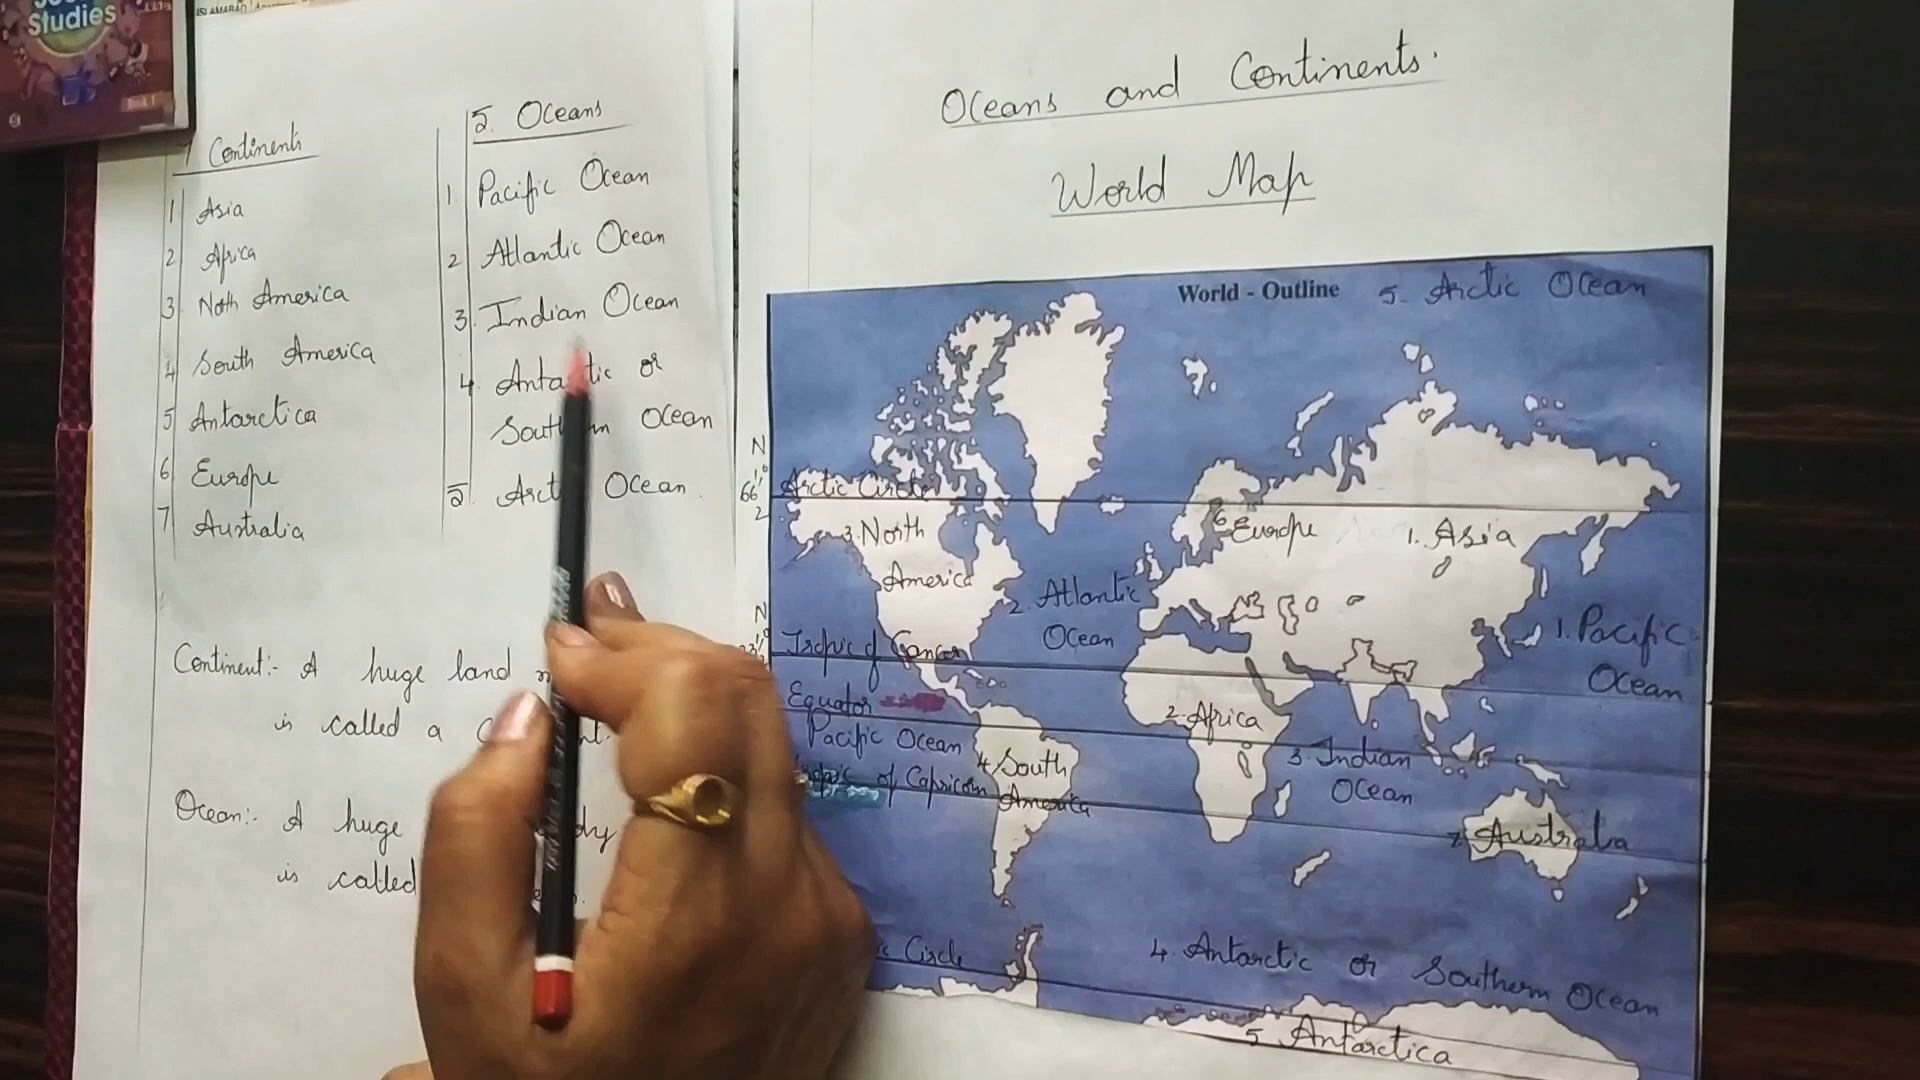 Studies
7 Continents
1 Asia
2 Africa
3. North America
4 South America
5 Antarctica
6 Europe
7 Australia
5. Oceans
1. Pacific Ocean
2 Atlantic Ocean
3. Indian Ocean
4. or
Ocean
5. Ocean.
Continent:- A huge land
is called a
Ocean:- A huge
is called
Oceans and Continents.
World Map
World - Outline 5. Arctic Ocean
N
66
2
Arctic Circle
3. North
America
6 Europe
1. Asia
2. Atlantic
Ocean
1. Pacific
Ocean
N
Tropic of Cancer
Equator
Pacific Ocean
2. Africa
3. Indian
Ocean
4. South
America
of Capricorn
7 Australia
Circle
4. Antarctic or Southern Ocean
5 Antarctica